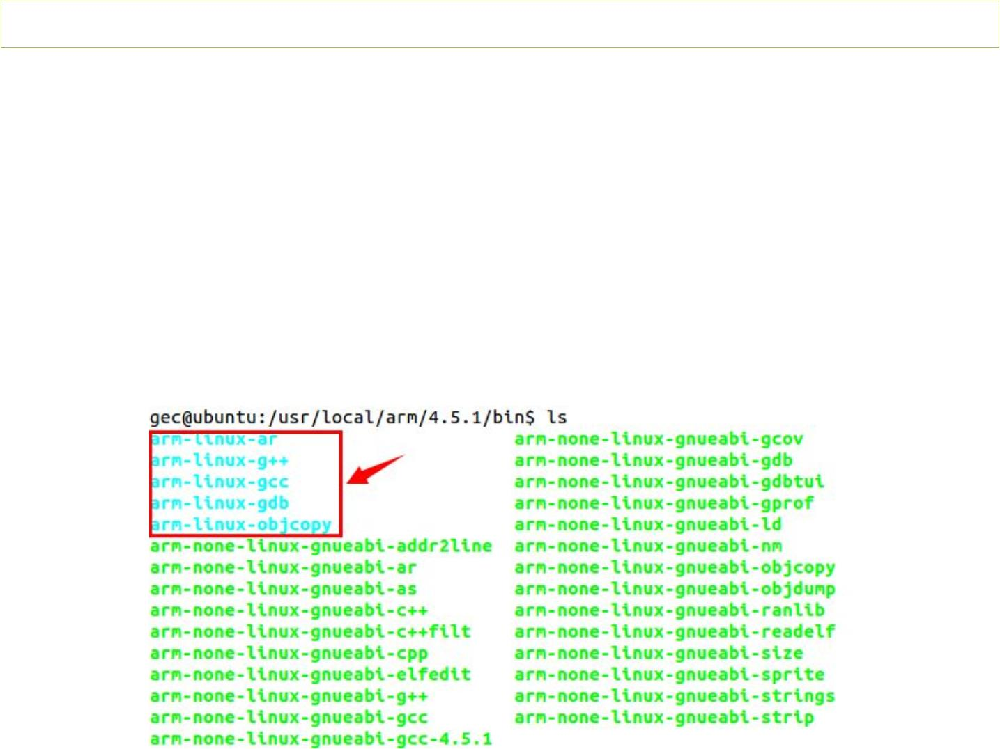 gec@ubuntu:/usr/local/arm/4.5.1/bin$ ls
arm-linux-ar arm-none-linux-gnueabi-gcov
arm-linux-g++ arm-none-linux-gnueabi-gdb
arm-linux-gcc arm-none-linux-gnueabi-gdbtui
arm-linux-gdb arm-none-linux-gnueabi-gprof
arm-linux-objcopy arm-none-linux-gnueabi-ld
arm-none-linux-gnueabi-addr2line arm-none-linux-gnueabi-nm
arm-none-linux-gnueabi-ar arm-none-linux-gnueabi-objcopy
arm-none-linux-gnueabi-as arm-none-linux-gnueabi-objdump
arm-none-linux-gnueabi-c++ arm-none-linux-gnueabi-ranlib
arm-none-linux-gnueabi-c++filt arm-none-linux-gnueabi-readelf
arm-none-linux-gnueabi-cpp arm-none-linux-gnueabi-size
arm-none-linux-gnueabi-elfedit arm-none-linux-gnueabi-sprite
arm-none-linux-gnueabi-g++ arm-none-linux-gnueabi-strings
arm-none-linux-gnueabi-gcc arm-none-linux-gnueabi-strip
arm-none-linux-gnueabi-gcc-4.5.1